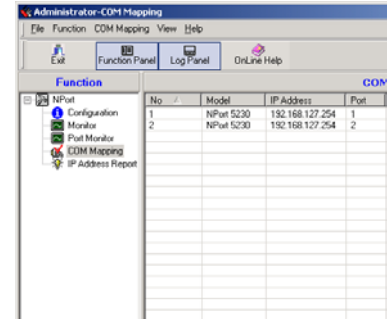 Administrator-COM Mapping
File Function COM Mapping View Help
Exit Function Panel Log Panel OnLine Help
Function COM
No Model IP Address Port
NPort
Configuration
Monitor
Port Monitor
COM Mapping
IP Address Report
1 NPort 5230 192.168.127.254 1
2 NPort 5230 192.168.127.254 2